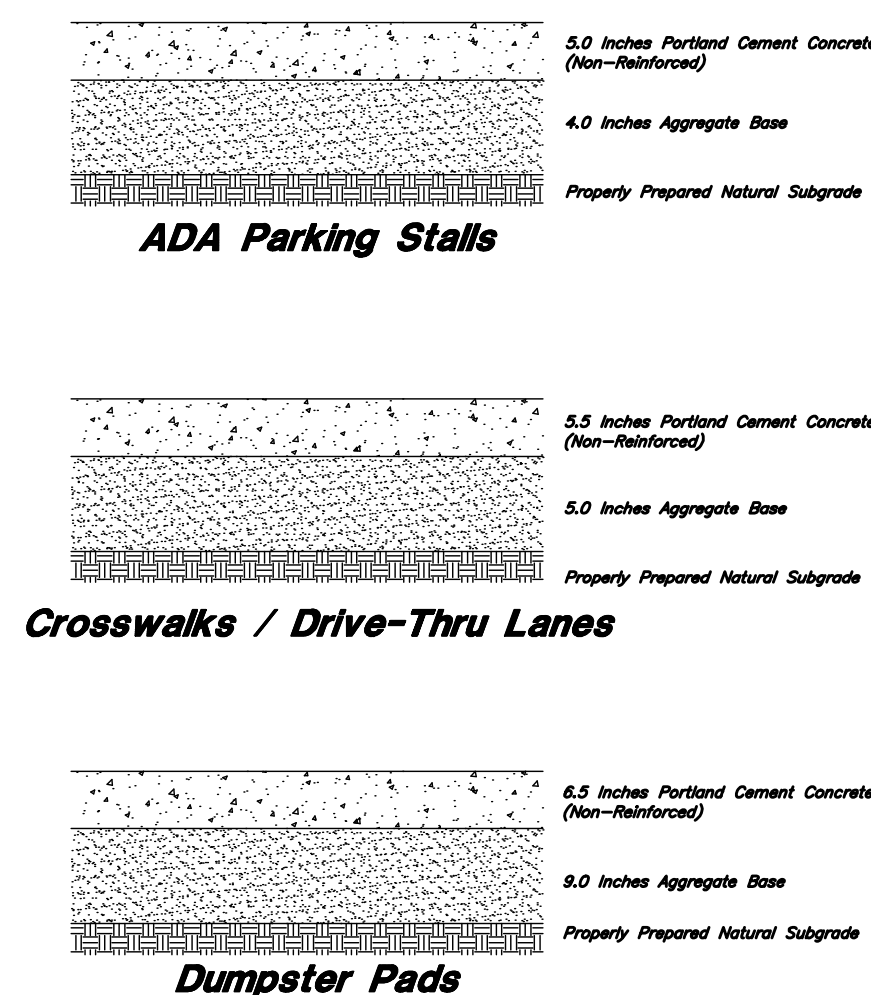 5.0 Inches Portland Cement Concrete
(Non-Reinforced)
4.0 Inches Aggregate Base
Properly Prepared Natural Subgrade
ADA Parking Stalls
5.5 Inches Portland Cement Concrete
(Non-Reinforced)
5.0 Inches Aggregate Base
Properly Prepared Natural Subgrade
Crosswalks / Drive-Thru Lanes
6.5 Inches Portland Cement Concrete
(Non-Reinforced)
9.0 Inches Aggregate Base
Properly Prepared Natural Subgrade
Dumpster Pads